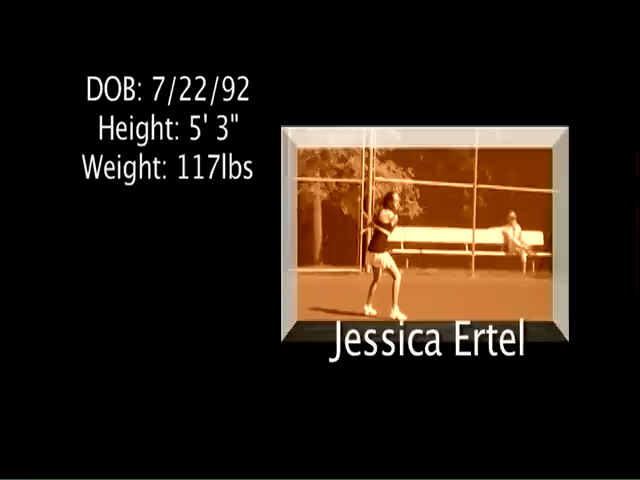 DOB: 7/22/92
Height: 5' 3"
Weight: 117lbs
Jessica Ertel